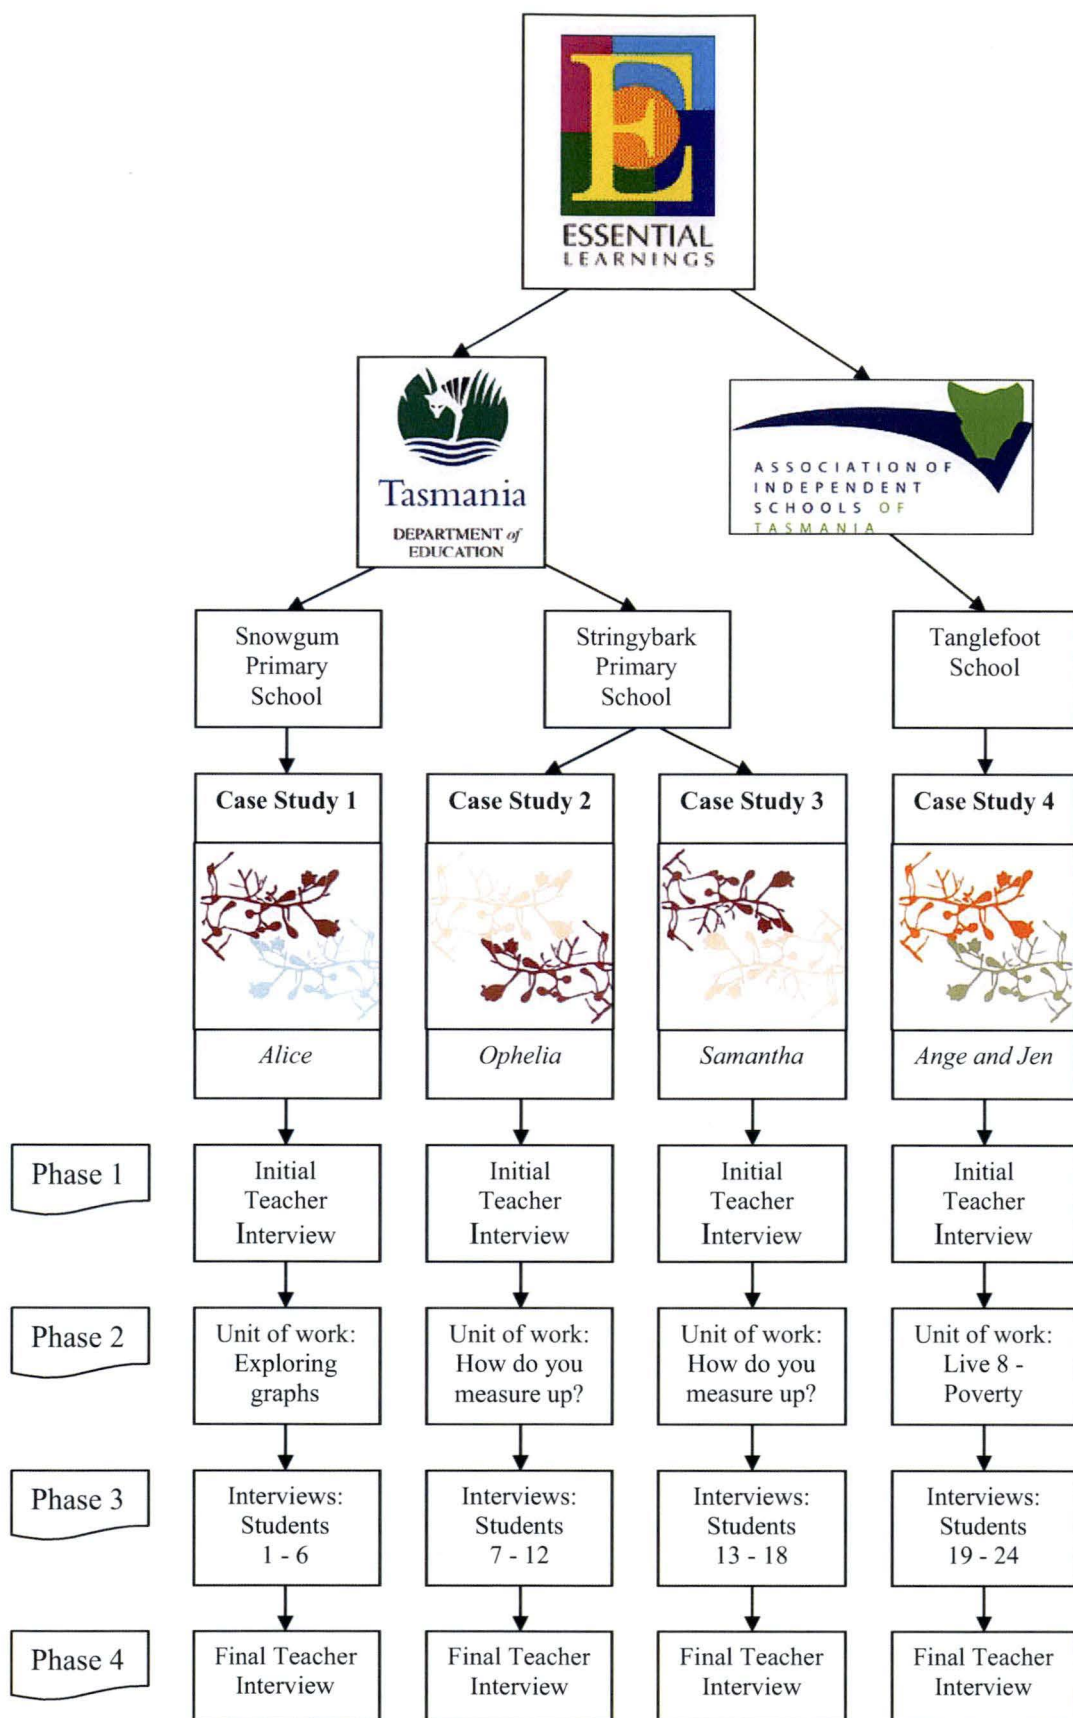 E
ESSENTIAL
LEARNINGS
Tasmania
DEPARTMENT of
EDUCATION
ASSOCIATION OF
INDEPENDENT
SCHOOLS OF
TASMANIA
Snowgum
Primary
School
Stringybark
Primary
School
Tanglefoot
School
Case Study 1
Case Study 2
Case Study 3
Case Study 4
Alice
Ophelia
Samantha
Ange and Jen
Phase 1
Initial
Teacher
Interview
Initial
Teacher
Interview
Initial
Teacher
Interview
Initial
Teacher
Interview
Phase 2
Unit of work:
Exploring
graphs
Unit of work:
How do you
measure up?
Unit of work:
How do you
measure up?
Unit of work:
Live 8 -
Poverty
Phase 3
Interviews:
Students
1 - 6
Interviews:
Students
7 - 12
Interviews:
Students
13 - 18
Interviews:
Students
19 - 24
Phase 4
Final Teacher
Interview
Final Teacher
Interview
Final Teacher
Interview
Final Teacher
Interview